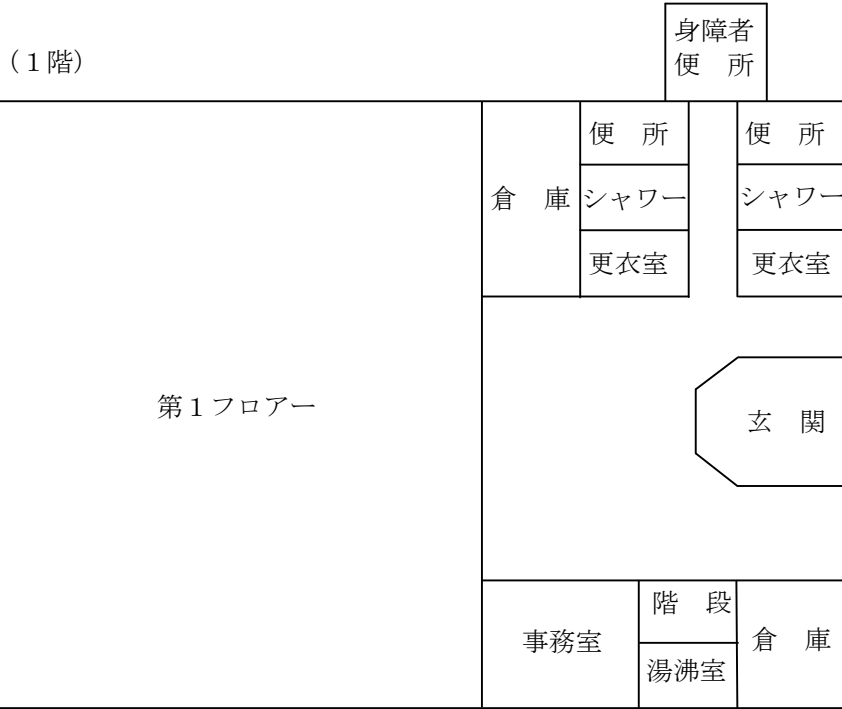 身障者
便　所
（１階）
便　所
便　所
倉　庫
シャワー
シャワー
更衣室
更衣室
第１フロアー
玄　関
階　段
事務室
倉　庫
湯沸室